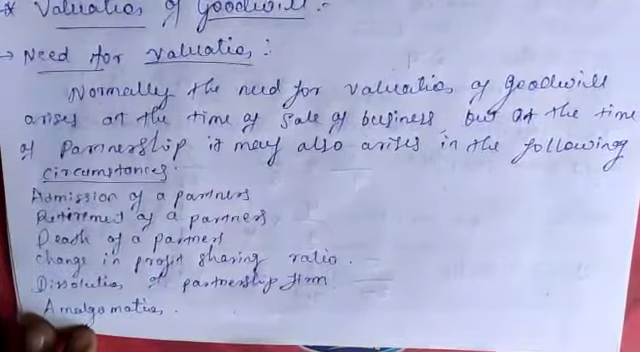 * Valuation of Goodwill :-
→ Need for Valuation :
Normally the need for valuation of goodwill
arises at the time of Sale of business, but at the time
of Partnership it may also arises in the following
circumstances.
Admission of a partners
Retirement of a partners
Death of a partners
Change in profit sharing ratio.
Dissolution of partnership firm
Amalgomation.